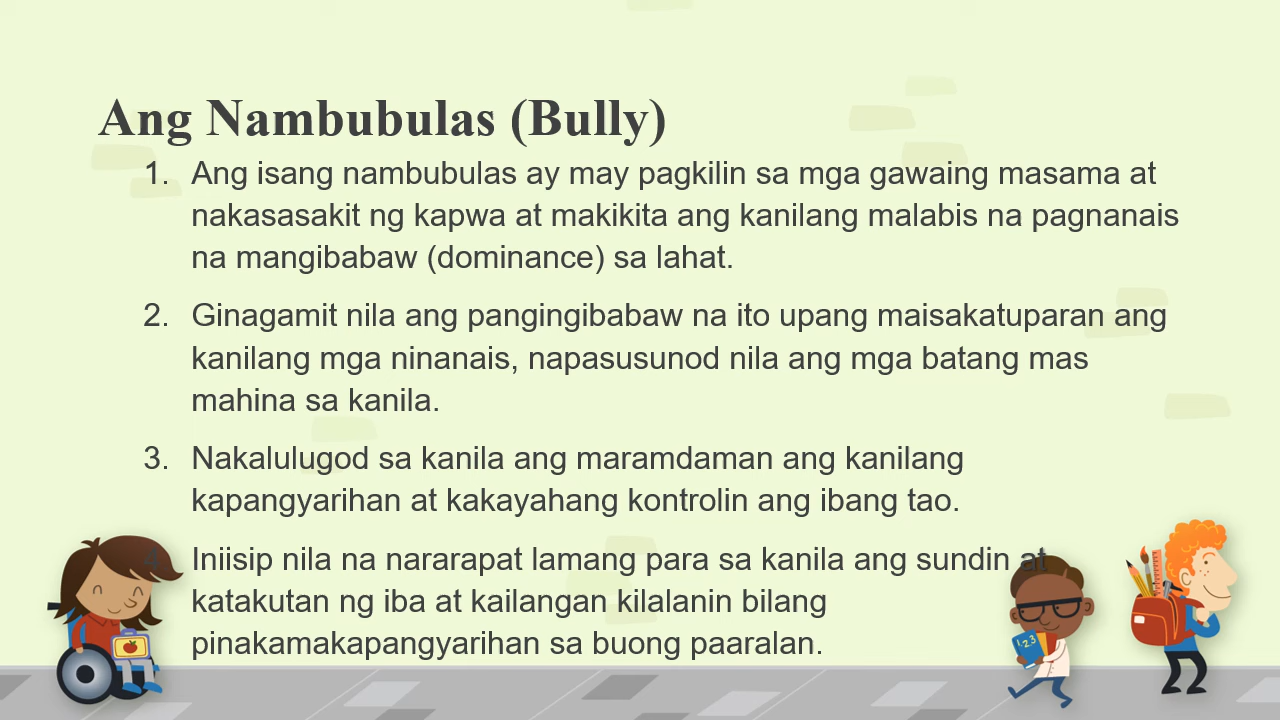 Ang Nambubulas (Bully)
1. Ang isang nambubulas ay may pagkilin sa mga gawaing masama at
nakasasakit ng kapwa at makikita ang kanilang malabis na pagnanais
na mangibabaw (dominance) sa lahat.
2. Ginagamit nila ang pangingibabaw na ito upang maisakatuparan ang
kanilang mga ninanais, napasusunod nila ang mga batang mas
mahina sa kanila.
3. Nakalulugod sa kanila ang maramdaman ang kanilang
kapangyarihan at kakayahang kontrolin ang ibang tao.
4. Iniisip nila na nararapat lamang para sa kanila ang sundin at
katakutan ng iba at kailangan kilalanin bilang
pinakamakapangyarihan sa buong paaralan.
1,2,3